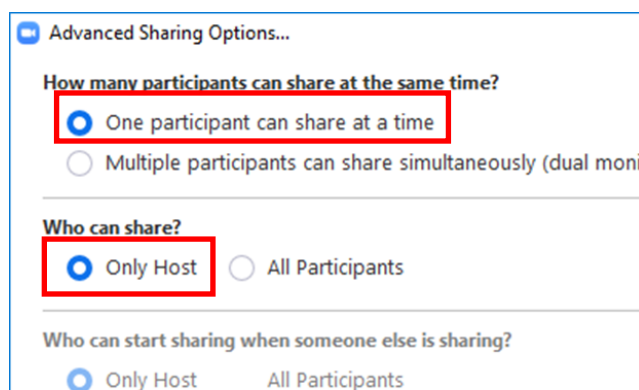 Advanced Sharing Options...
How many participants can share at the same time?
One participant can share at a time
Multiple participants can share simultaneously (dual moni
Who can share?
Only Host All Participants
Who can start sharing when someone else is sharing?
Only Host All Participants